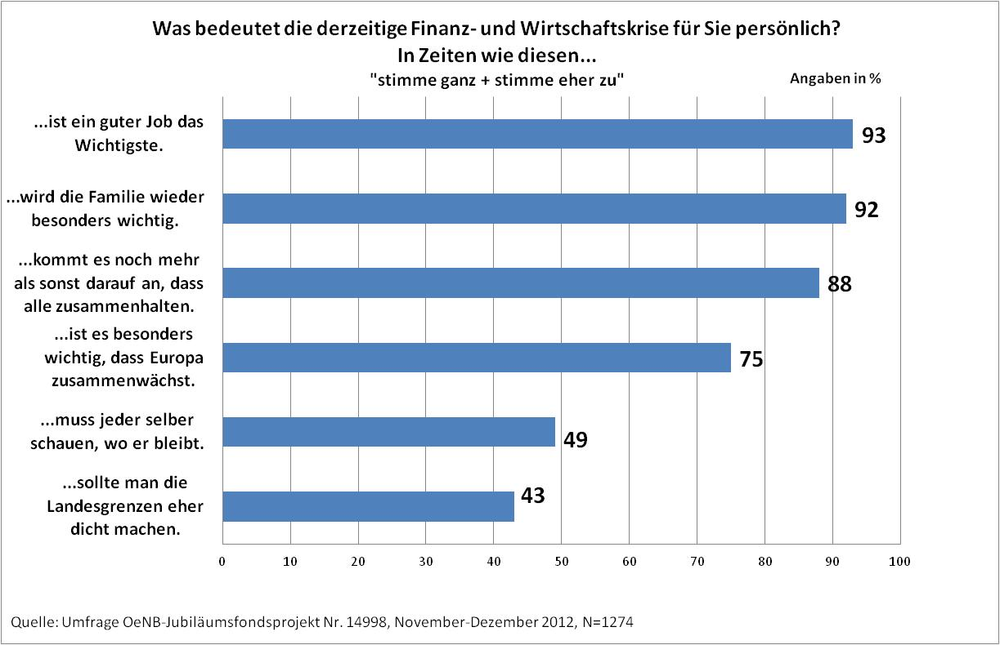 Was bedeutet die derzeitige Finanz- und Wirtschaftskrise für Sie persönlich?
In Zeiten wie diesen...
"stimme ganz + stimme eher zu"
Angaben in %
...ist ein guter Job das
Wichtigste.
93
...wird die Familie wieder
besonders wichtig.
92
...kommt es noch mehr
als sonst darauf an, dass
alle zusammenhalten.
88
...ist es besonders
wichtig, dass Europa
zusammenwächst.
75
...muss jeder selber
schauen, wo er bleibt.
49
...sollte man die
Landesgrenzen eher
dicht machen.
43
0 10 20 30 40 50 60 70 80 90 100
Quelle: Umfrage OeNB-Jubiläumsfondsprojekt Nr. 14998, November-Dezember 2012, N=1274